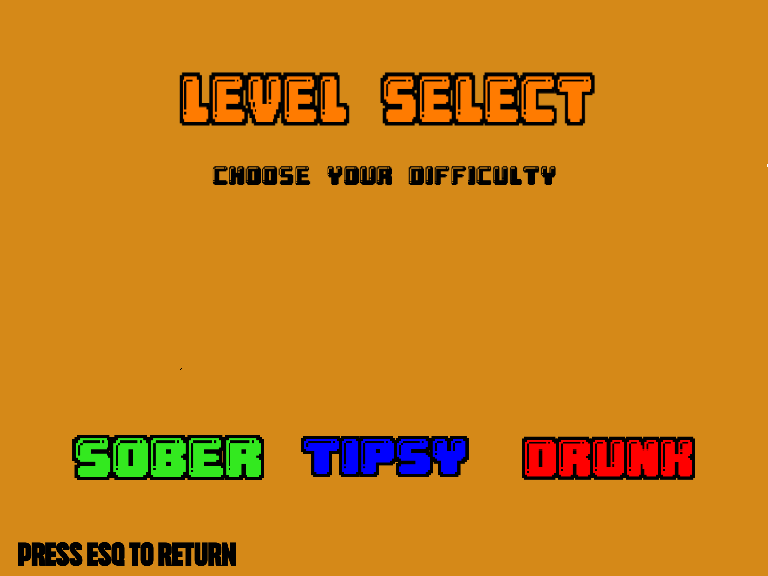 LEVEL SELECT
CHOOSE YOUR DIFFICULTY
SOBER TIPSY DRUNK
PRESS ESQ TO RETURN